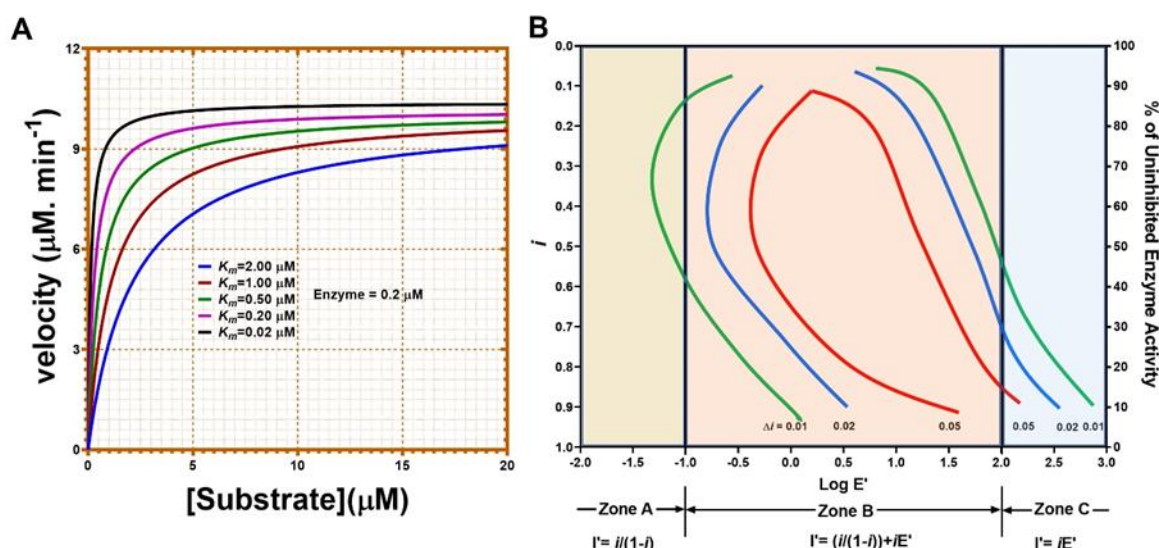 A
velocity (μM. min⁻¹)
12
9
6
3
0
Km=2.00 μM
Km=1.00 μM
Km=0.50 μM
Km=0.20 μM
Km=0.02 μM
Enzyme = 0.2 μM
0 5 10 15 20
[Substrate](μM)
B
i
0.0
0.1
0.2
0.3
0.4
0.5
0.6
0.7
0.8
0.9
1.0
100
90
80
70
60
50
40
30
20
10
0
% of Uninhibited Enzyme Activity
Δi = 0.01 0.02 0.05 0.05 0.02 0.01
-2.0 -1.5 -1.0 -0.5 0.0 0.5 1.0 1.5 2.0 2.5 3.0
Log E'
Zone A Zone B Zone C
I'= i/(1-i) I'= (i/(1-i))+iE' I'= iE'